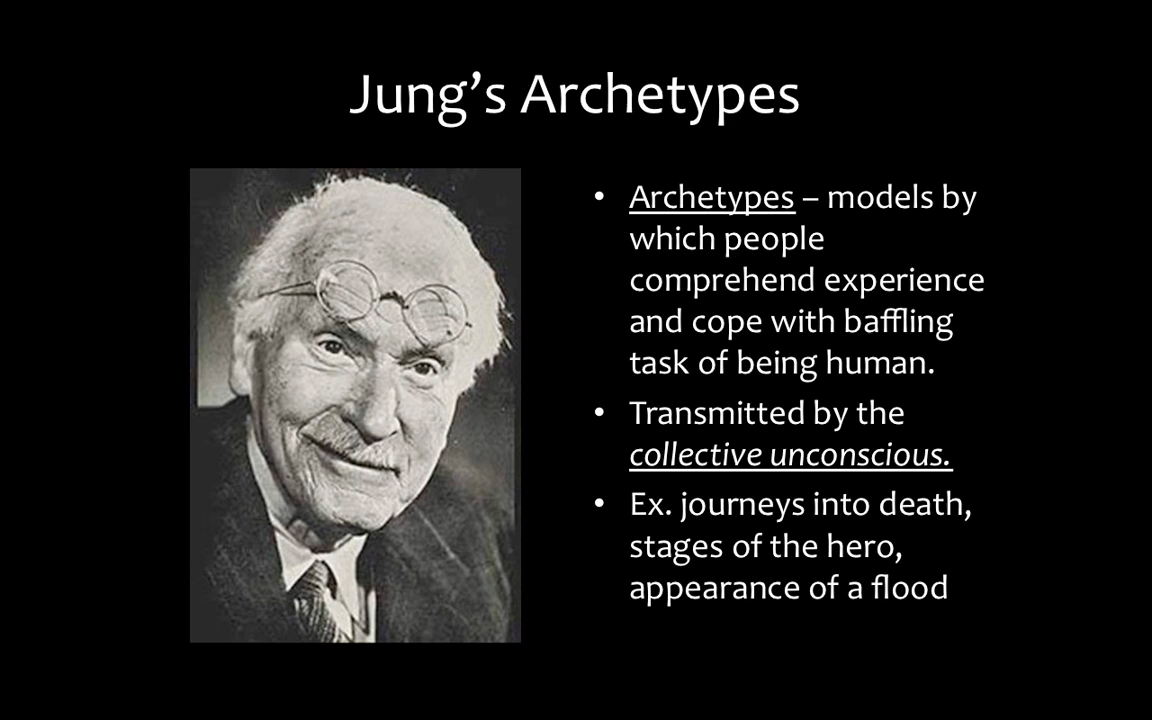 Jung’s Archetypes
• Archetypes – models by
which people
comprehend experience
and cope with baffling
task of being human.
• Transmitted by the
collective unconscious.
• Ex. journeys into death,
stages of the hero,
appearance of a flood